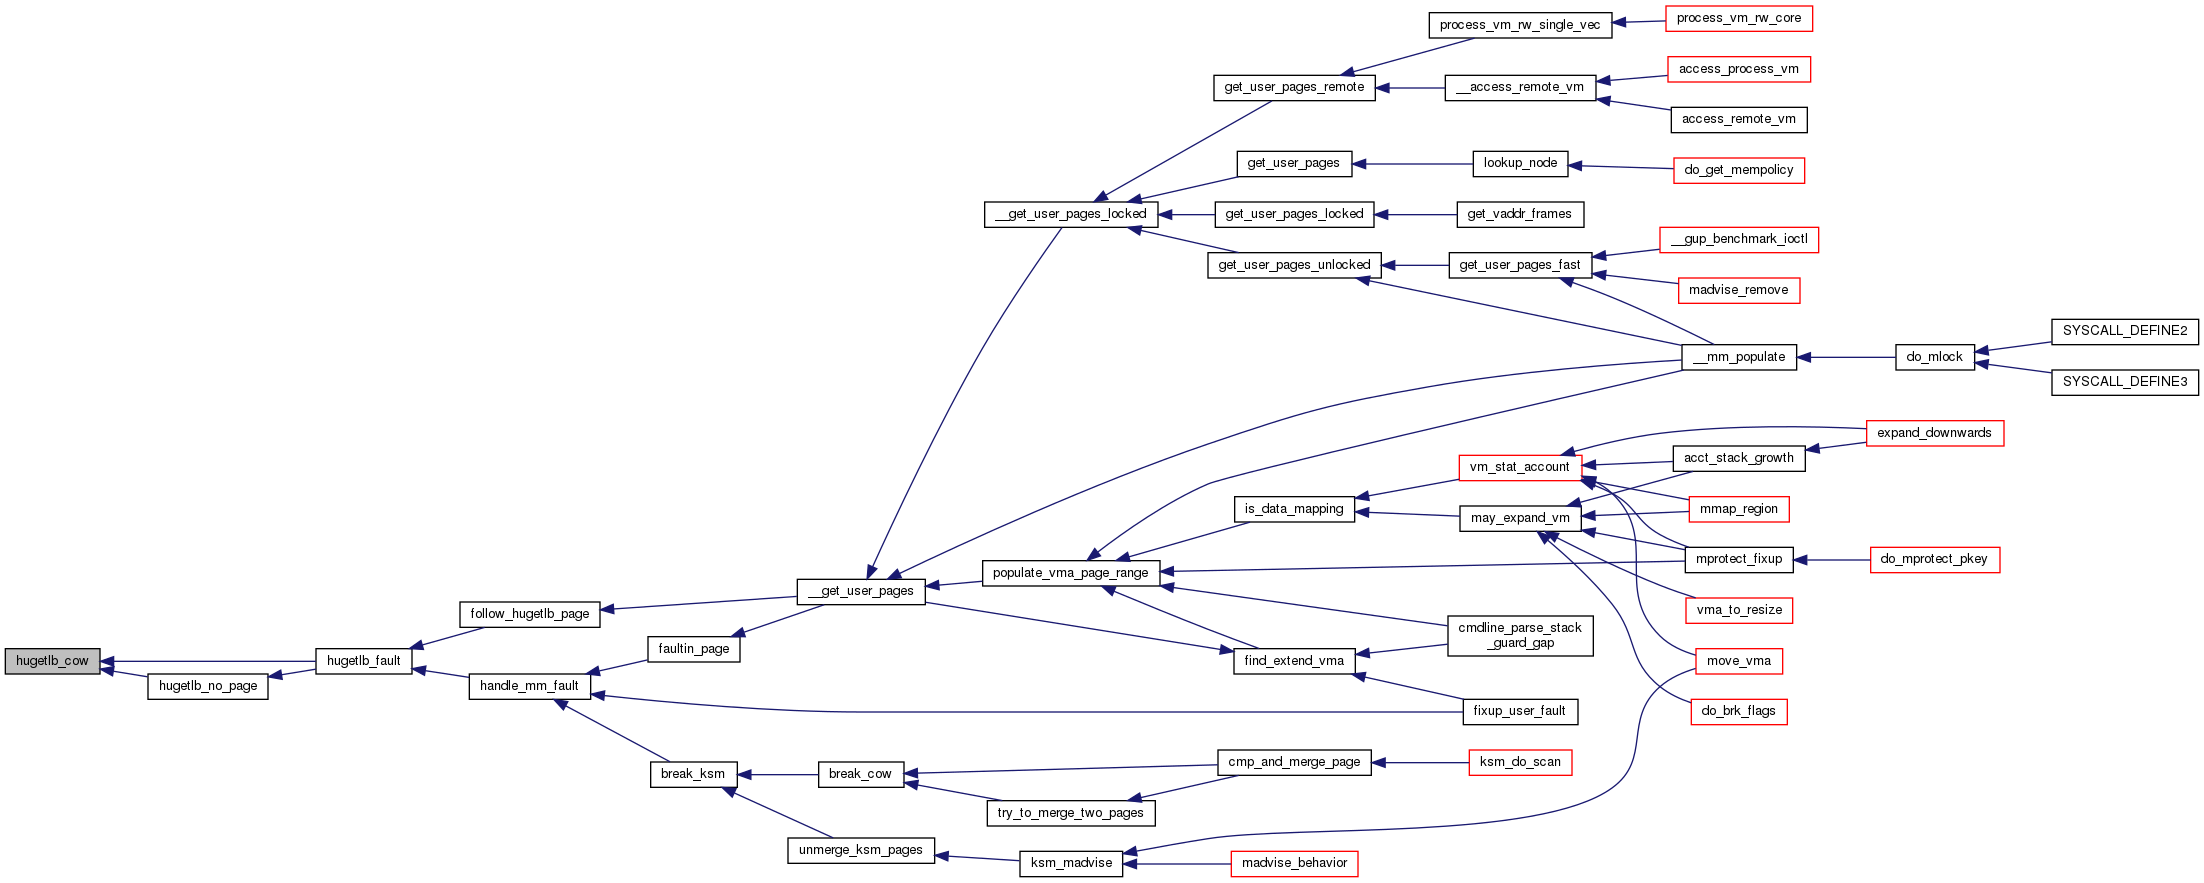 process_vm_rw_single_vec
process_vm_rw_core
get_user_pages_remote
__access_remote_vm
access_process_vm
access_remote_vm
get_user_pages
lookup_node
do_get_mempolicy
__get_user_pages_locked
get_user_pages_locked
get_vaddr_frames
get_user_pages_unlocked
get_user_pages_fast
__gup_benchmark_ioctl
madvise_remove
__mm_populate
do_mlock
SYSCALL_DEFINE2
SYSCALL_DEFINE3
expand_downwards
vm_stat_account
acct_stack_growth
is_data_mapping
may_expand_vm
mmap_region
populate_vma_page_range
mprotect_fixup
do_mprotect_pkey
__get_user_pages
follow_hugetlb_page
vma_to_resize
cmdline_parse_stack
_guard_gap
faultin_page
hugetlb_cow
hugetlb_fault
find_extend_vma
move_vma
hugetlb_no_page
handle_mm_fault
fixup_user_fault
do_brk_flags
break_ksm
break_cow
cmp_and_merge_page
ksm_do_scan
try_to_merge_two_pages
unmerge_ksm_pages
ksm_madvise
madvise_behavior